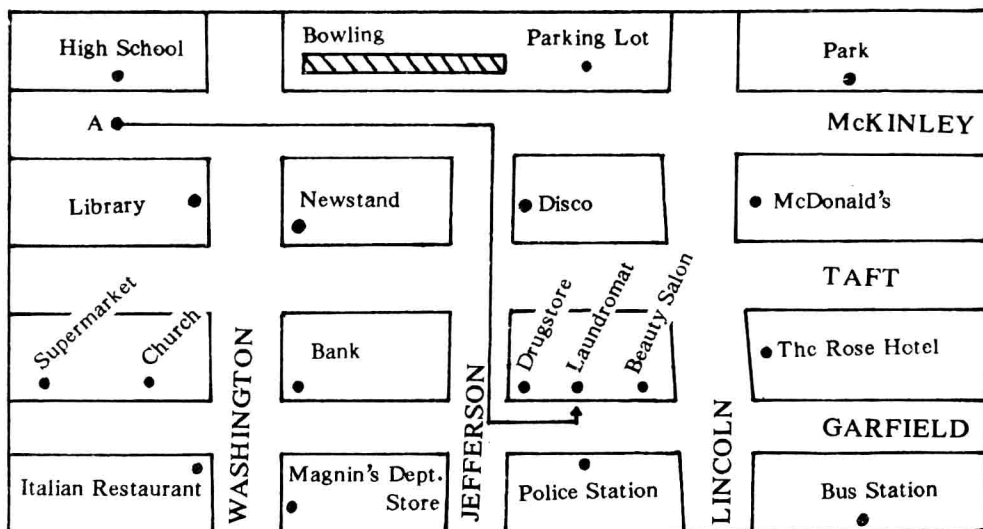 High School
Bowling
Parking Lot
Park
A
McKINLEY
Library
Newstand
Disco
McDonald's
TAFT
Supermarket
Church
WASHINGTON
Bank
JEFFERSON
Drugstore
Laundromat
Beauty Salon
LINCOLN
The Rose Hotel
GARFIELD
Italian Restaurant
Magnin's Dept.
Store
Police Station
Bus Station